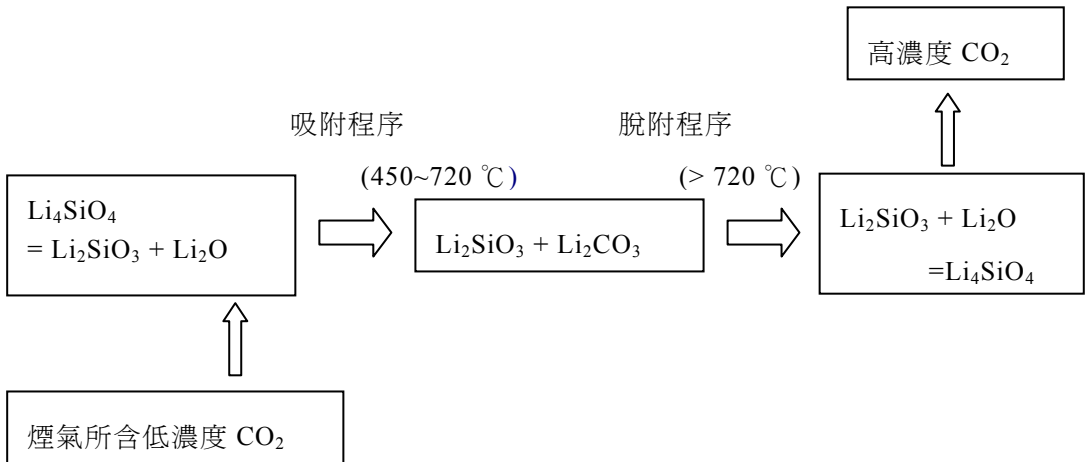 高濃度 CO₂
吸附程序
脫附程序
(450~720 ℃)
(> 720 ℃)
Li₄SiO₄
= Li₂SiO₃ + Li₂O
Li₂SiO₃ + Li₂CO₃
Li₂SiO₃ + Li₂O
=Li₄SiO₄
煙氣所含低濃度 CO₂